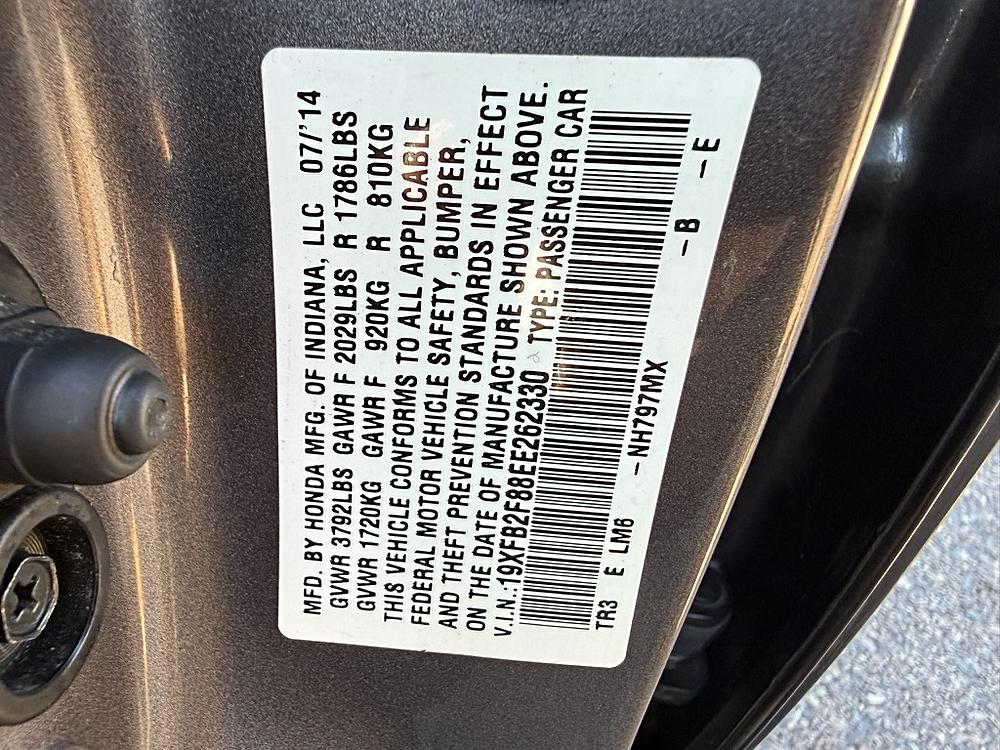 MFD. BY HONDA MFG. OF INDIANA, LLC 07/'14
GVWR 3792LBS GAWR F 2029LBS R 1786LBS
GVWR 1720KG GAWR F 920KG R 810KG
THIS VEHICLE CONFORMS TO ALL APPLICABLE
FEDERAL MOTOR VEHICLE SAFETY, BUMPER,
AND THEFT PREVENTION STANDARDS IN EFFECT
ON THE DATE OF MANUFACTURE SHOWN ABOVE.
V.I.N.:19XFB2F88EE262330 TYPE: PASSENGER CAR
TR3 E LM6 -NH797MX -B -E